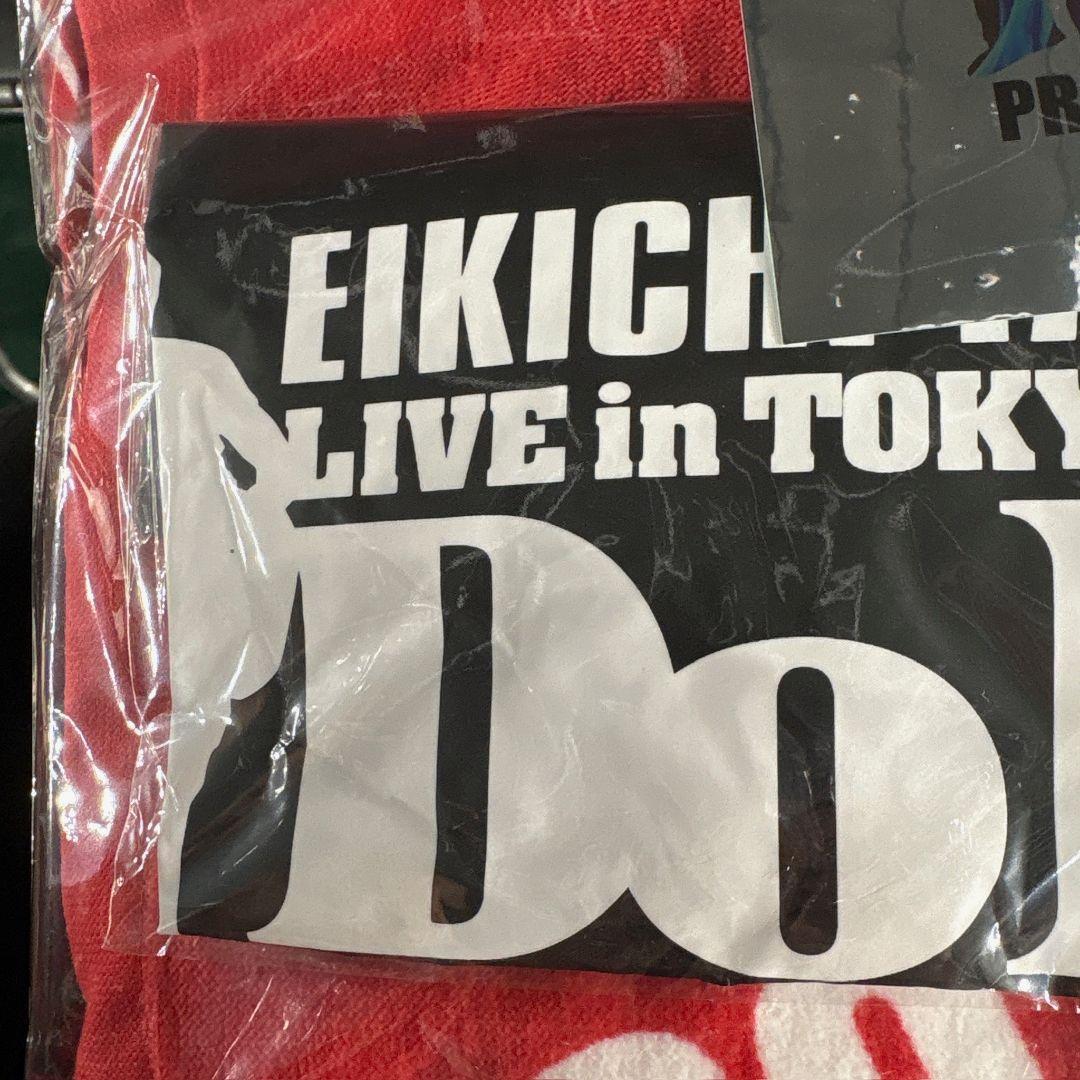 PR
EIKICH
LIVE in TOKY
Do